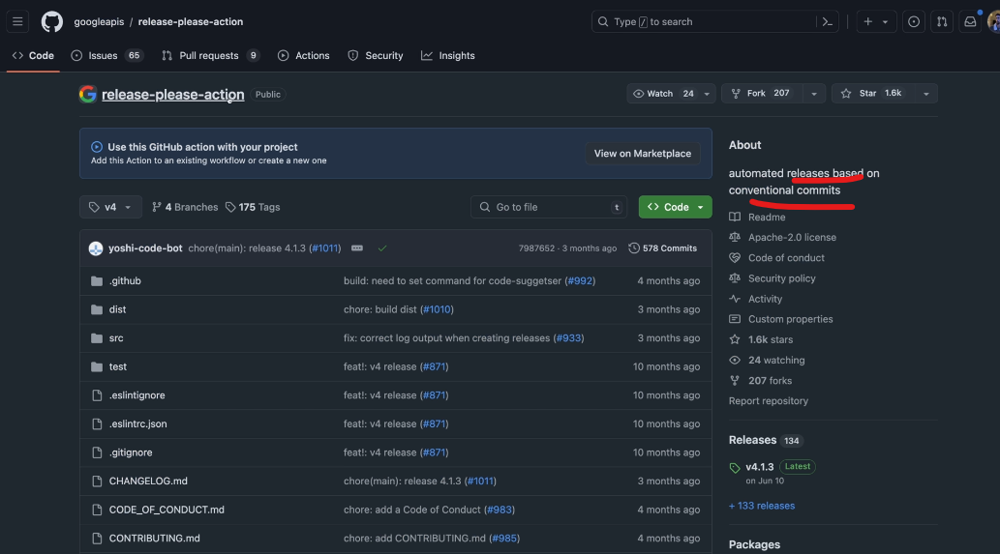 googleapis / release-please-action
Type / to search
Code
Issues 65
Pull requests 9
Actions
Security
Insights
release-please-action Public
Watch 24
Fork 207
Star 1.6k
Use this GitHub action with your project
Add this Action to an existing workflow or create a new one
View on Marketplace
v4
4 Branches
175 Tags
Go to file t
Code
yoshi-code-bot chore(main): release 4.1.3 (#1011)
7987652 · 3 months ago
578 Commits
.github build: need to set command for code-suggetser (#992) 4 months ago
dist chore: build dist (#1010) 3 months ago
src fix: correct log output when creating releases (#933) 3 months ago
test feat!: v4 release (#871) 10 months ago
.eslintignore feat!: v4 release (#871) 10 months ago
.eslintrc.json feat!: v4 release (#871) 10 months ago
.gitignore feat!: v4 release (#871) 10 months ago
CHANGELOG.md chore(main): release 4.1.3 (#1011) 3 months ago
CODE_OF_CONDUCT.md chore: add a Code of Conduct (#983) 4 months ago
CONTRIBUTING.md chore: add CONTRIBUTING.md (#985) 4 months ago
About
automated releases based on
conventional commits
Readme
Apache-2.0 license
Code of conduct
Security policy
Activity
Custom properties
1.6k stars
24 watching
207 forks
Report repository
Releases 134
v4.1.3 Latest
on Jun 10
+ 133 releases
Packages